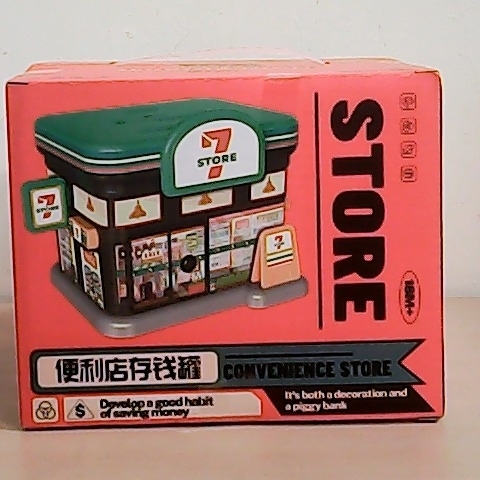 7
STORE
7
STORE
7
STORE
18M+
便利店存钱罐
CONVENIENCE STORE
Develop a good habit
of saving money
It's both a decoration and
a piggy bank
$